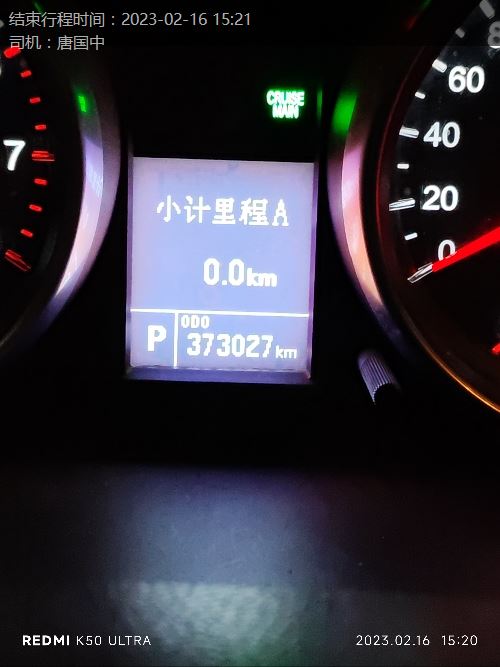 结束行程时间：2023-02-16 15:21
司机：唐国中
8
60
CRUISE
MAIN
40
7
20
小计里程A
0
0.0km
ODO
P 373027km
REDMI K50 ULTRA
2023.02.16 15:20